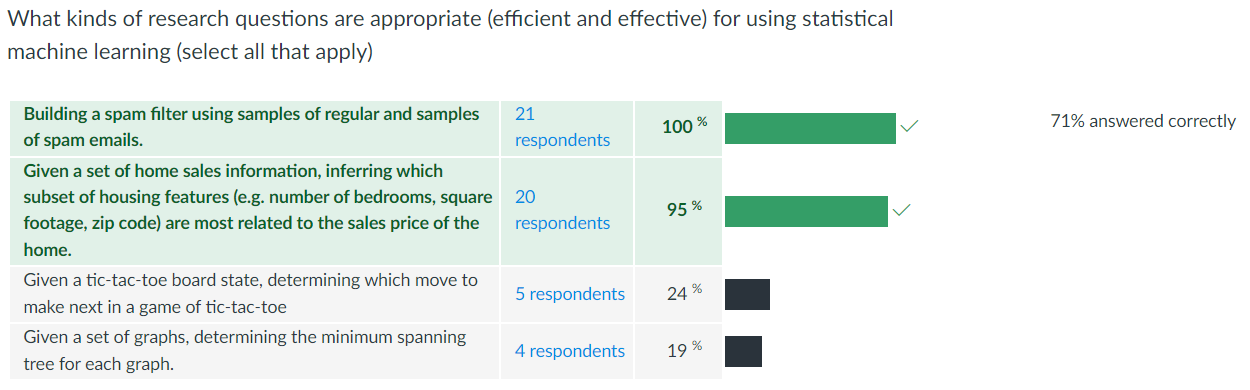 What kinds of research questions are appropriate (efficient and effective) for using statistical
machine learning (select all that apply)
Building a spam filter using samples of regular and samples
of spam emails.
21
respondents
100 %
71% answered correctly
Given a set of home sales information, inferring which
subset of housing features (e.g. number of bedrooms, square
footage, zip code) are most related to the sales price of the
home.
20
respondents
95 %
Given a tic-tac-toe board state, determining which move to
make next in a game of tic-tac-toe
5 respondents
24 %
Given a set of graphs, determining the minimum spanning
tree for each graph.
4 respondents
19 %